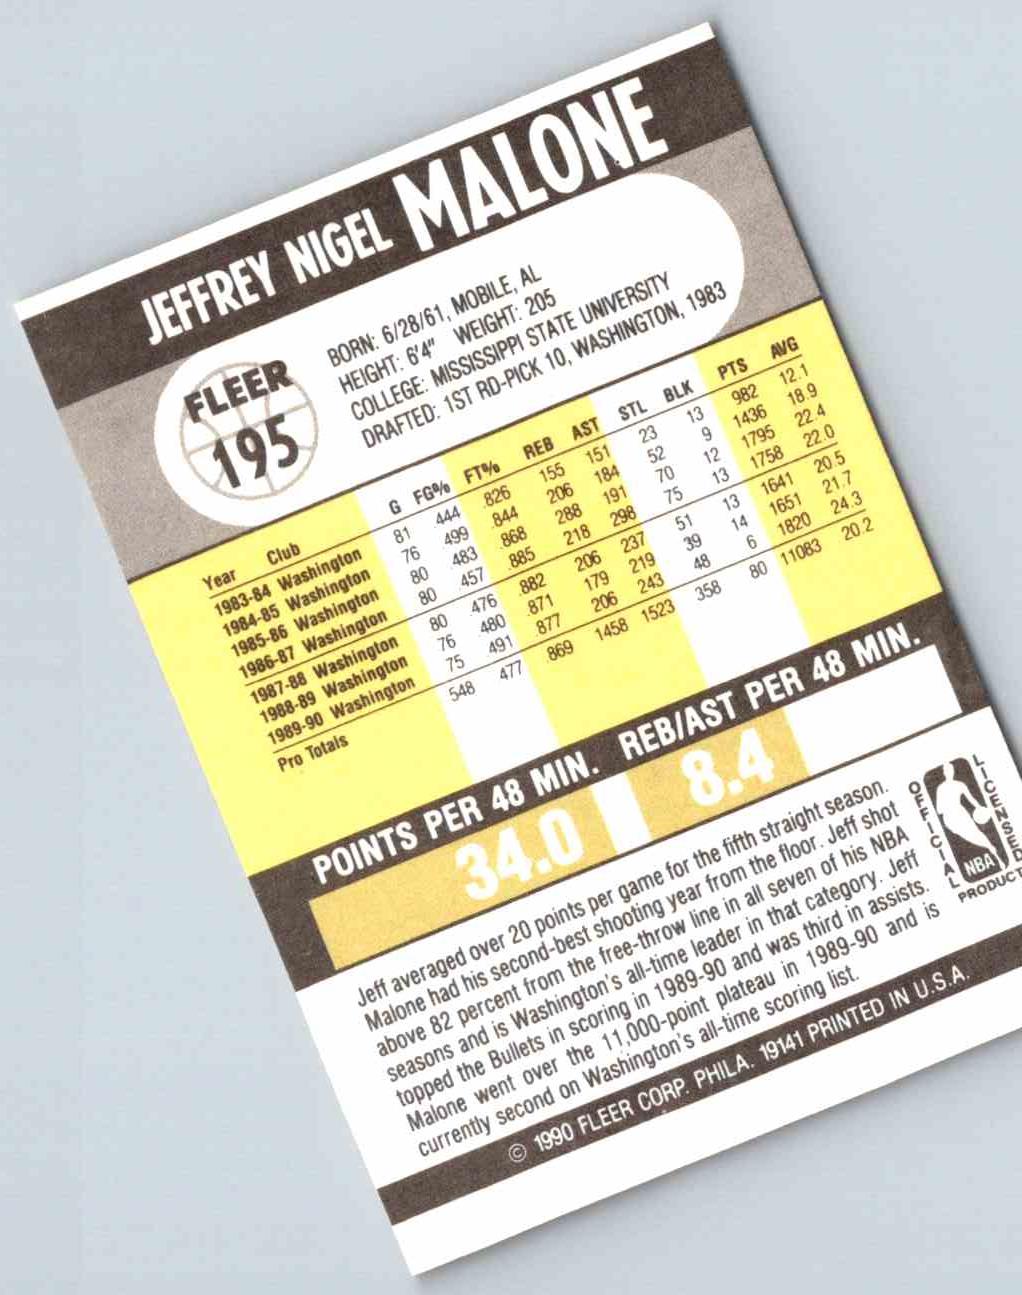 JEFFREY NIGEL MALONE
FLEER
195
BORN: 6/28/61, MOBILE, AL
HEIGHT: 6'4" WEIGHT: 205
COLLEGE: MISSISSIPPI STATE UNIVERSITY
DRAFTED: 1ST RD-PICK 10, WASHINGTON, 1983
Year Club G FG% FT% REB AST STL BLK PTS AVG
1983-84 Washington 81 .444 .826 155 151 23 13 982 12.1
1984-85 Washington 76 .499 .844 206 184 52 9 1436 18.9
1985-86 Washington 80 .483 .868 288 191 70 12 1795 22.4
1986-87 Washington 80 .457 .885 218 298 75 13 1758 22.0
1987-88 Washington 80 .476 .882 206 237 51 13 1641 20.5
1988-89 Washington 76 .480 .871 179 219 39 14 1651 21.7
1989-90 Washington 75 .491 .877 206 243 48 6 1820 24.3
Pro Totals 548 .477 .869 1458 1523 358 80 11083 20.2
POINTS PER 48 MIN. REB/AST PER 48 MIN.
34.0 8.4
Jeff averaged over 20 points per game for the fifth straight season.
Malone had his second-best shooting year from the floor. Jeff shot
above 82 percent from the free-throw line in all seven of his NBA
seasons and is Washington's all-time leader in that category. Jeff
topped the Bullets in scoring in 1989-90 and was third in assists.
Malone went over the 11,000-point plateau in 1989-90 and is
currently second on Washington's all-time scoring list.
OFFICIAL
LICENSED
NBA
PRODUCT
© 1990 FLEER CORP. PHILA. 19141 PRINTED IN U.S.A.